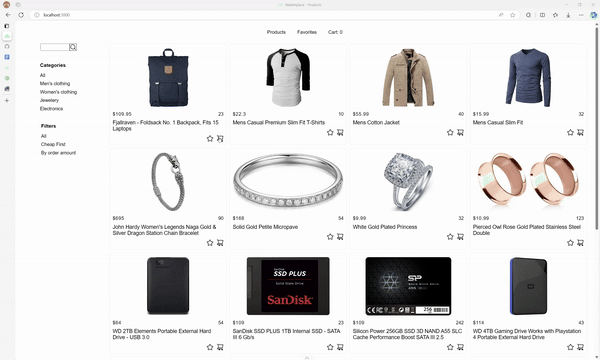 Marketplace - Products
localhost:3000
Products Favorites Cart: 0
Categories
All
Men's clothing
Women's clothing
Jewelery
Electronics
Filters
All
Cheap First
By order amount
$109.95 23
Fjallraven - Foldsack No. 1 Backpack, Fits 15
Laptops
$22.3 10
Mens Casual Premium Slim Fit T-Shirts
$55.99 40
Mens Cotton Jacket
$15.99 32
Mens Casual Slim Fit
$695 90
John Hardy Women's Legends Naga Gold &
Silver Dragon Station Chain Bracelet
$168 54
Solid Gold Petite Micropave
$9.99 32
White Gold Plated Princess
$10.99 123
Pierced Owl Rose Gold Plated Stainless Steel
Double
SSD PLUS
SanDisk
SP
256
$64 54
WD 2TB Elements Portable External Hard
Drive - USB 3.0
$109 23
SanDisk SSD PLUS 1TB Internal SSD - SATA
III 6 Gb/s
$109 242
Silicon Power 256GB SSD 3D NAND A55 SLC
Cache Performance Boost SATA III 2.5
$114 43
WD 4TB Gaming Drive Works with Playstation
4 Portable External Hard Drive